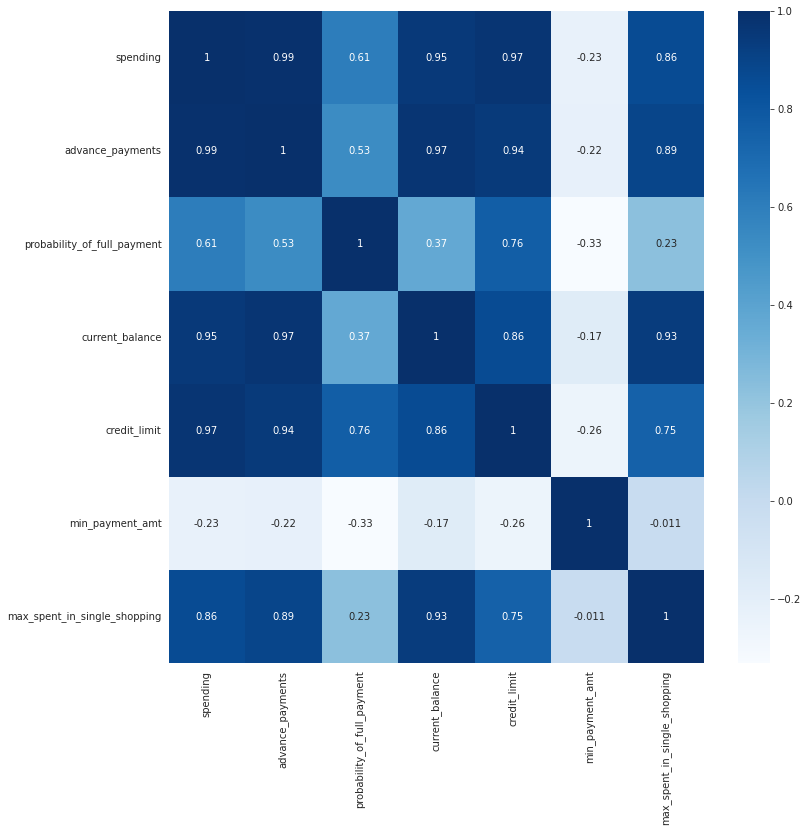 spending 1 0.99 0.61 0.95 0.97 -0.23 0.86
advance_payments 0.99 1 0.53 0.97 0.94 -0.22 0.89
probability_of_full_payment 0.61 0.53 1 0.37 0.76 -0.33 0.23
current_balance 0.95 0.97 0.37 1 0.86 -0.17 0.93
credit_limit 0.97 0.94 0.76 0.86 1 -0.26 0.75
min_payment_amt -0.23 -0.22 -0.33 -0.17 -0.26 1 -0.011
max_spent_in_single_shopping 0.86 0.89 0.23 0.93 0.75 -0.011 1
spending
advance_payments
probability_of_full_payment
current_balance
credit_limit
min_payment_amt
max_spent_in_single_shopping
1.0
0.8
0.6
0.4
0.2
0.0
−0.2